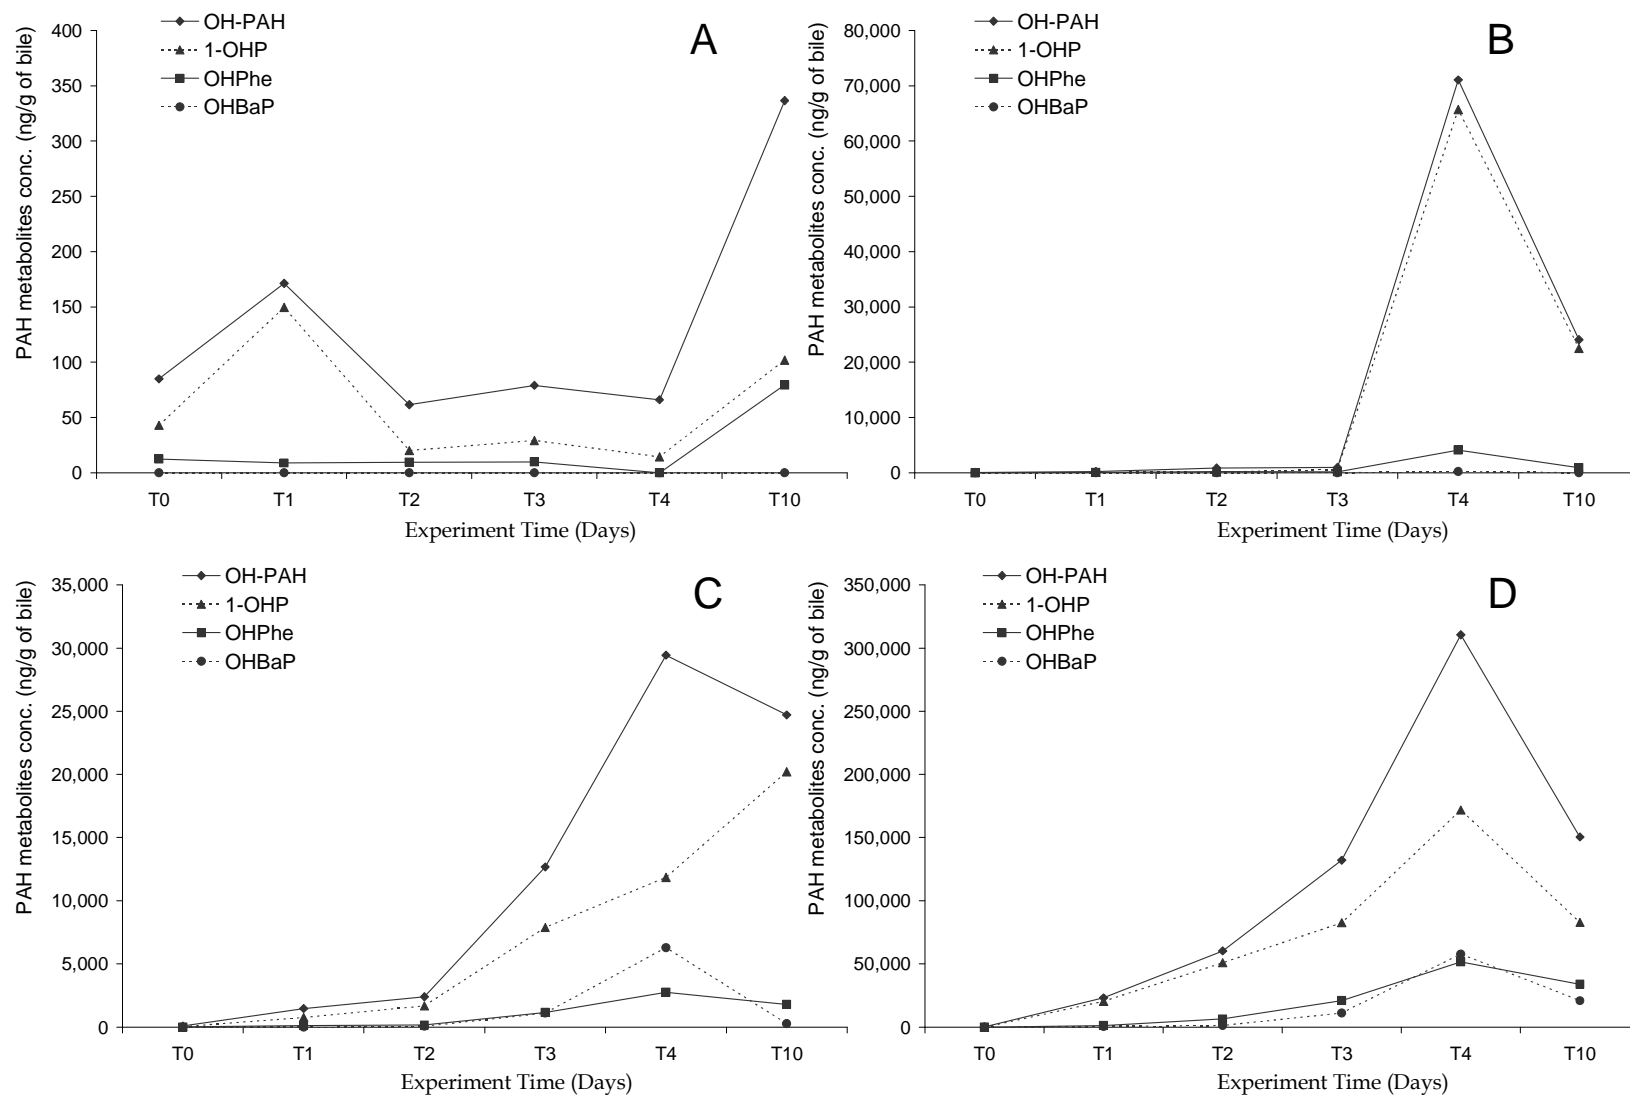 OH-PAH
1-OHP
OHPhe
OHBaP
A
PAH metabolites conc. (ng/g of bile)
400
350
300
250
200
150
100
50
0
T0 T1 T2 T3 T4 T10
Experiment Time (Days)
OH-PAH
1-OHP
OHPhe
OHBaP
B
PAH metabolites conc. (ng/g of bile)
80,000
70,000
60,000
50,000
40,000
30,000
20,000
10,000
0
T0 T1 T2 T3 T4 T10
Experiment Time (Days)
OH-PAH
1-OHP
OHPhe
OHBaP
C
PAH metabolites conc. (ng/g of bile)
35,000
30,000
25,000
20,000
15,000
10,000
5,000
0
T0 T1 T2 T3 T4 T10
Experiment Time (Days)
OH-PAH
1-OHP
OHPhe
OHBaP
D
PAH metabolites conc. (ng/g of bile)
350,000
300,000
250,000
200,000
150,000
100,000
50,000
0
T0 T1 T2 T3 T4 T10
Experiment Time (Days)